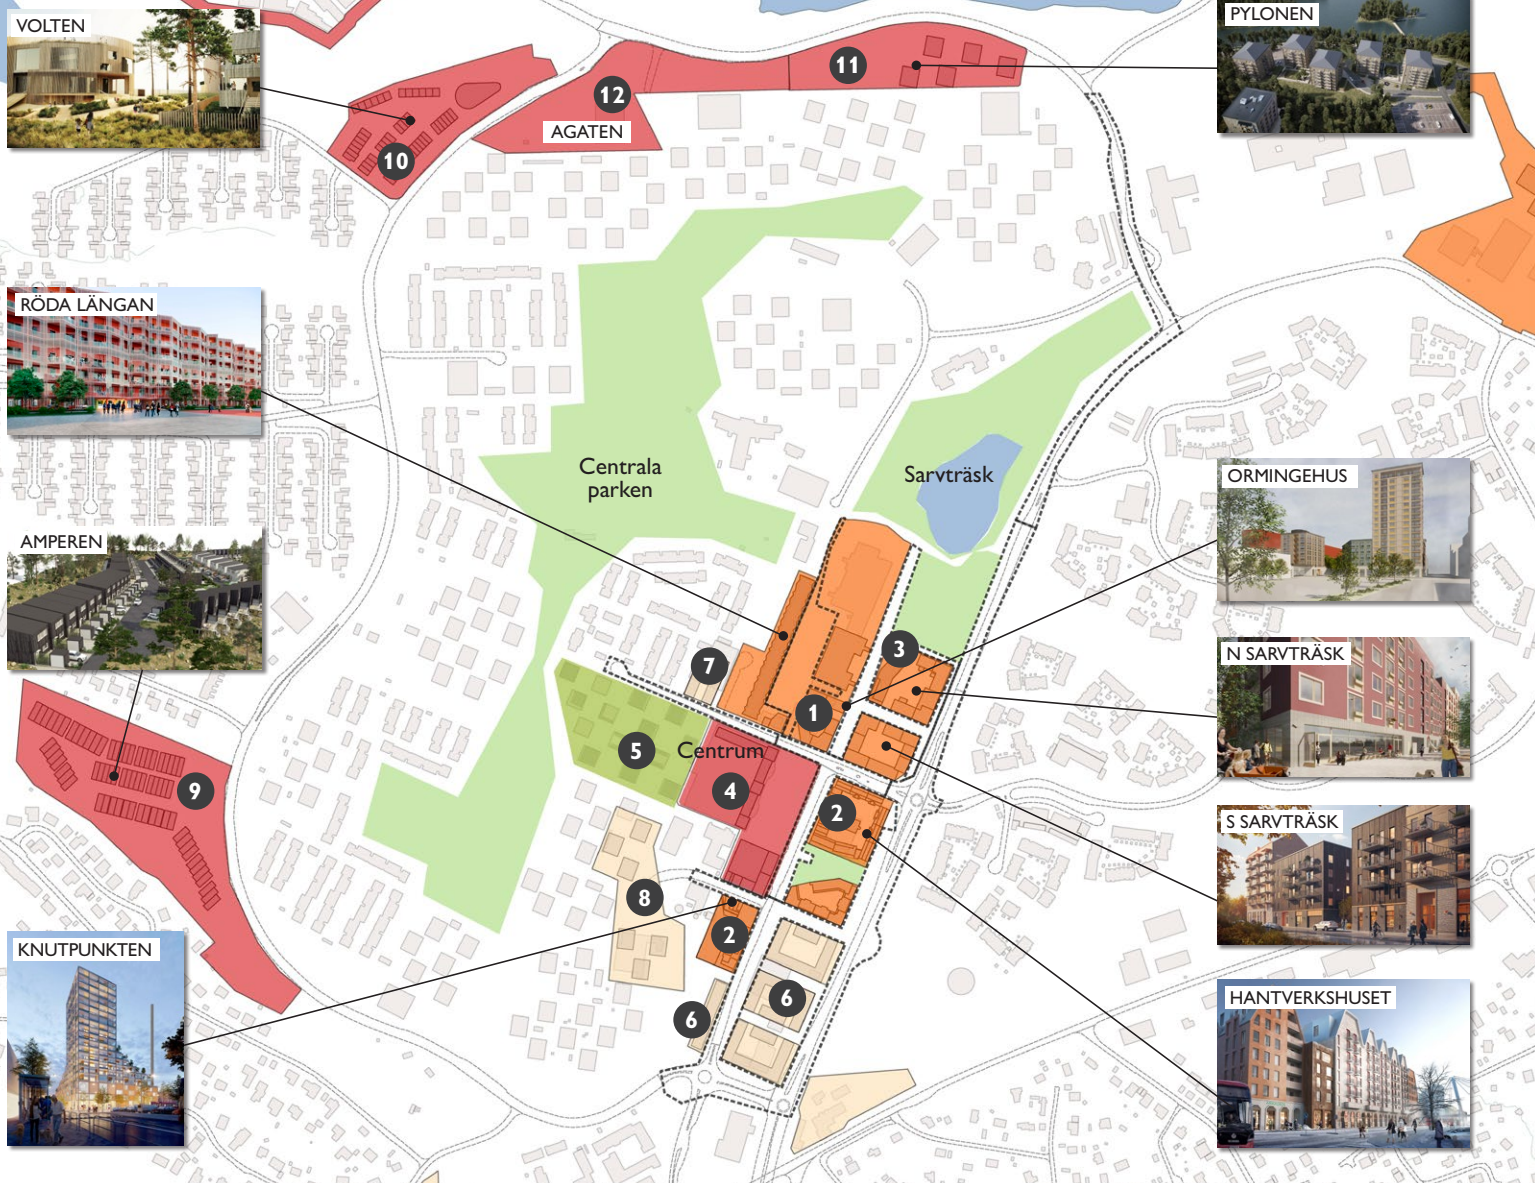 VOLTEN
PYLONEN
11
12
AGATEN
10
RÖDA LÄNGAN
Centrala
parken
Sarvträsk
ORMINGEHUS
AMPEREN
3
N SARVTRÄSK
7
1
5
Centrum
4
9
2
S SARVTRÄSK
8
2
KNUTPUNKTEN
6
6
HANTVERKSHUSET